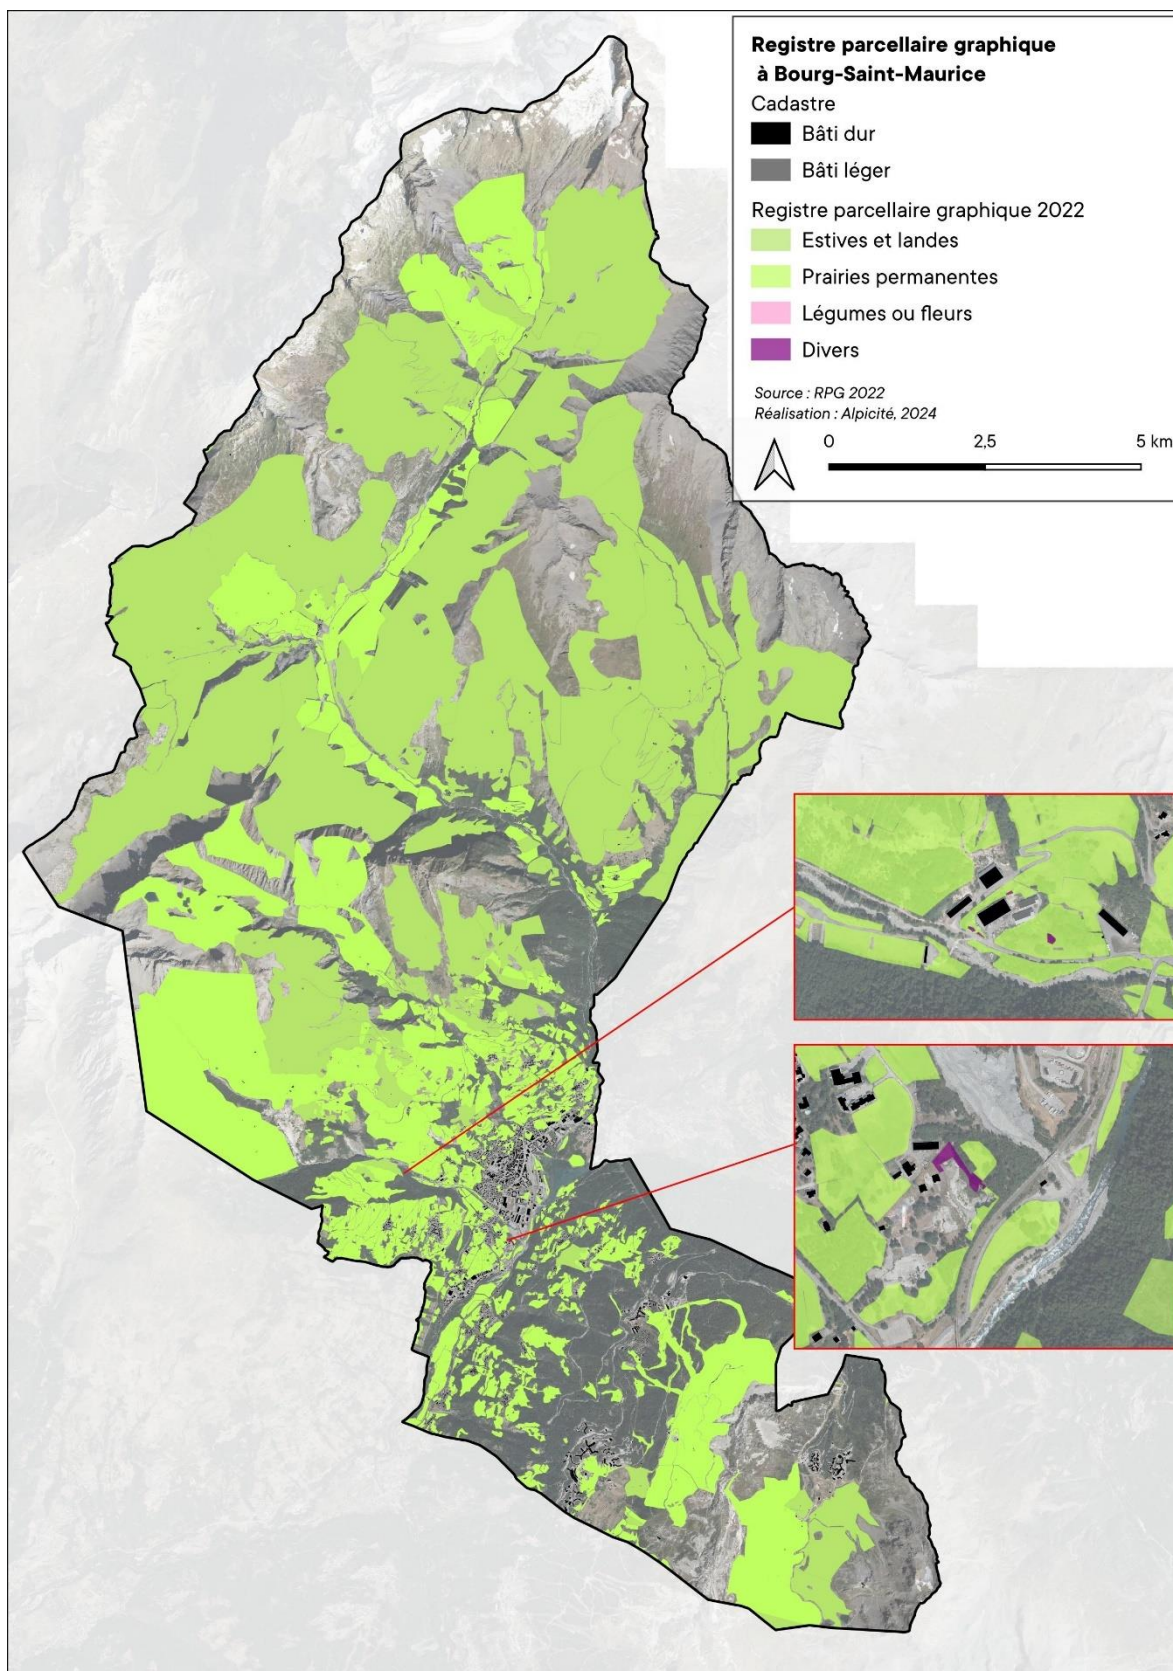 Registre parcellaire graphique
à Bourg-Saint-Maurice
Cadastre
Bâti dur
Bâti léger
Registre parcellaire graphique 2022
Estives et landes
Prairies permanentes
Légumes ou fleurs
Divers
Source : RPG 2022
Réalisation : Alpicité, 2024
0 2,5 5 km